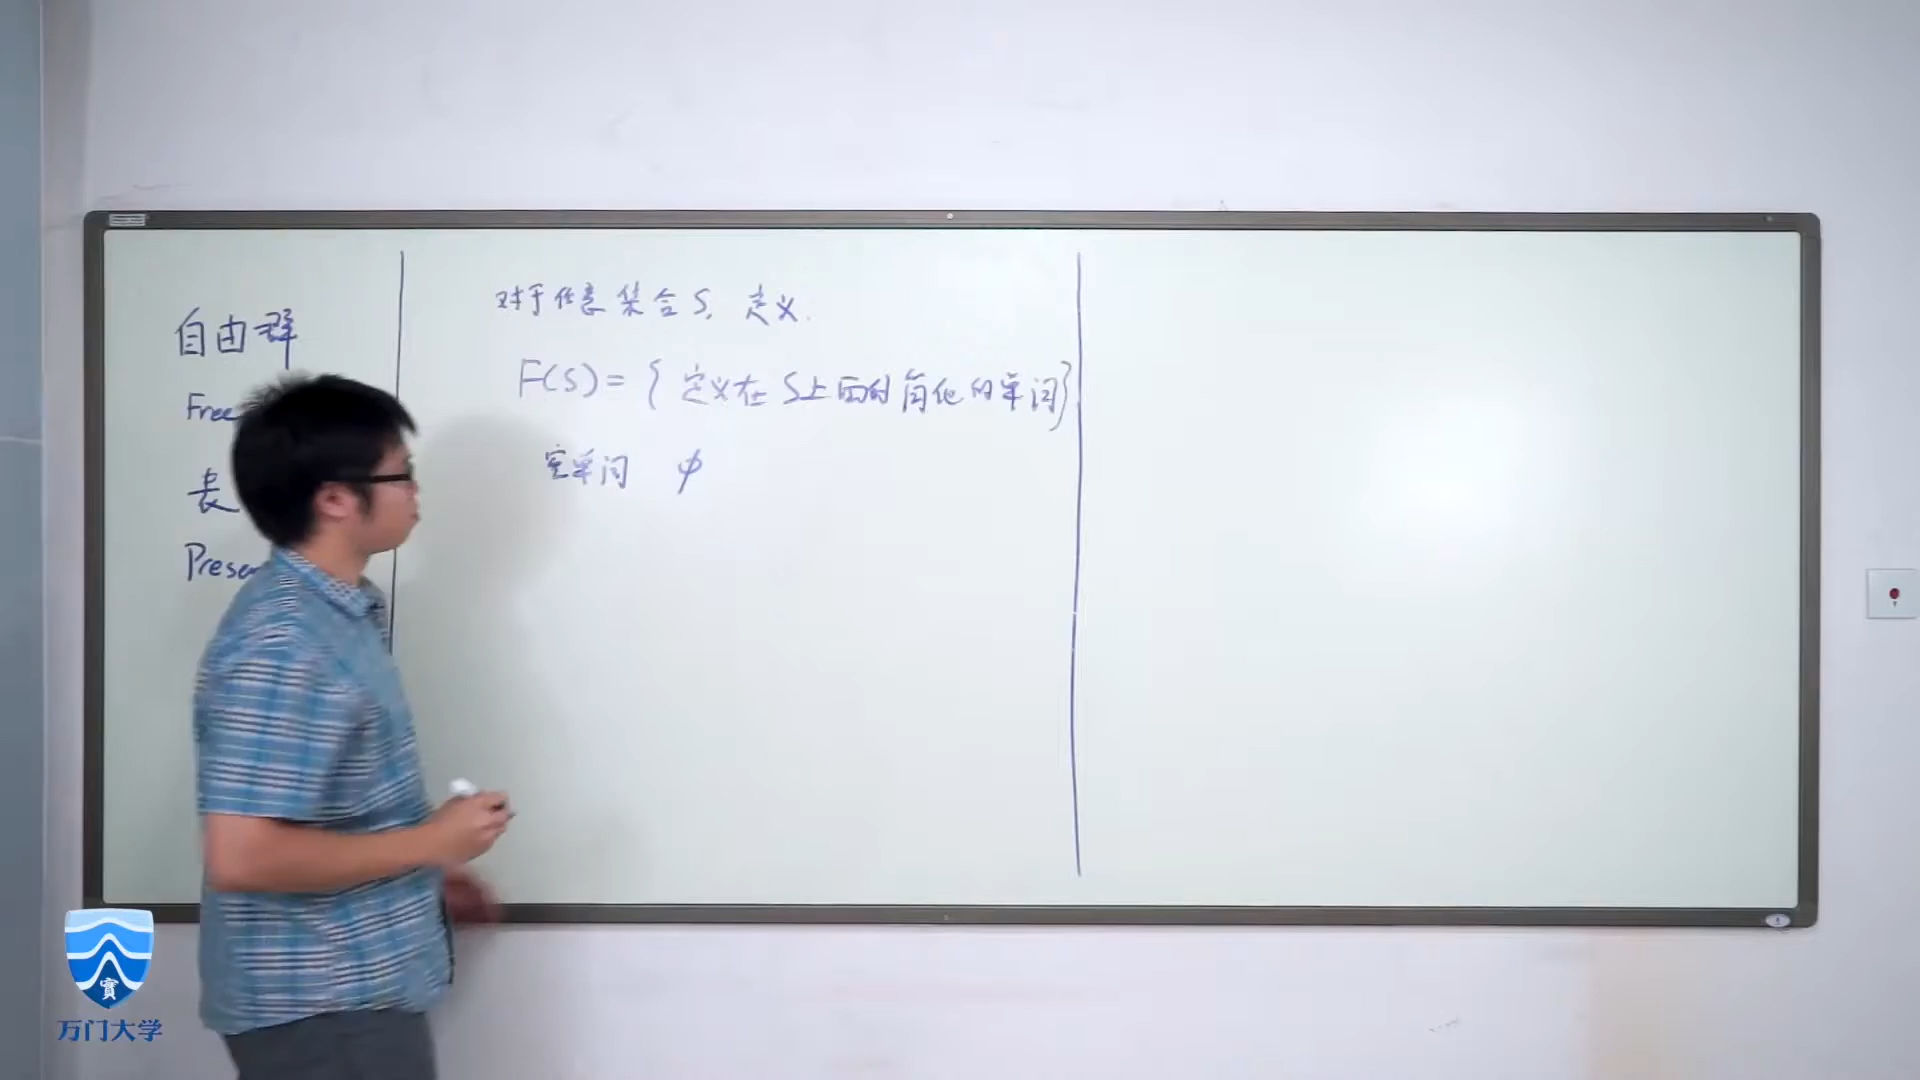 自由群
Free
表
Presen
对于任意集合S, 定义.
F(S) = { 定义在S上面的简化的单词}
空单词 φ
万门大学